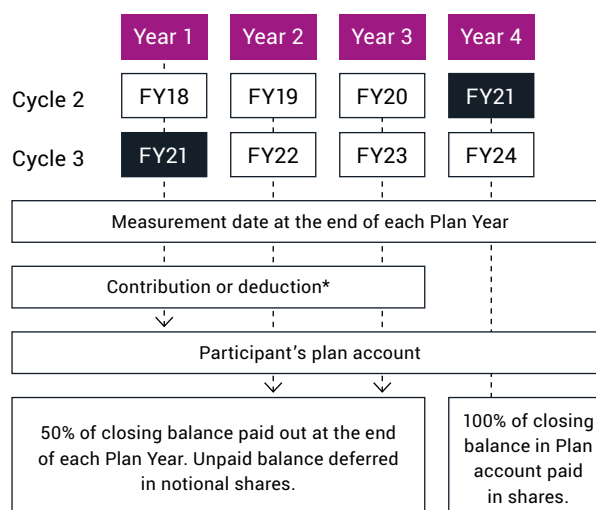 Year 1 Year 2 Year 3 Year 4
Cycle 2 FY18 FY19 FY20 FY21
Cycle 3 FY21 FY22 FY23 FY24
Measurement date at the end of each Plan Year
Contribution or deduction*
Participant’s plan account
50% of closing balance paid out at the end
of each Plan Year. Unpaid balance deferred
in notional shares.
100% of closing
balance in Plan
account paid
in shares.